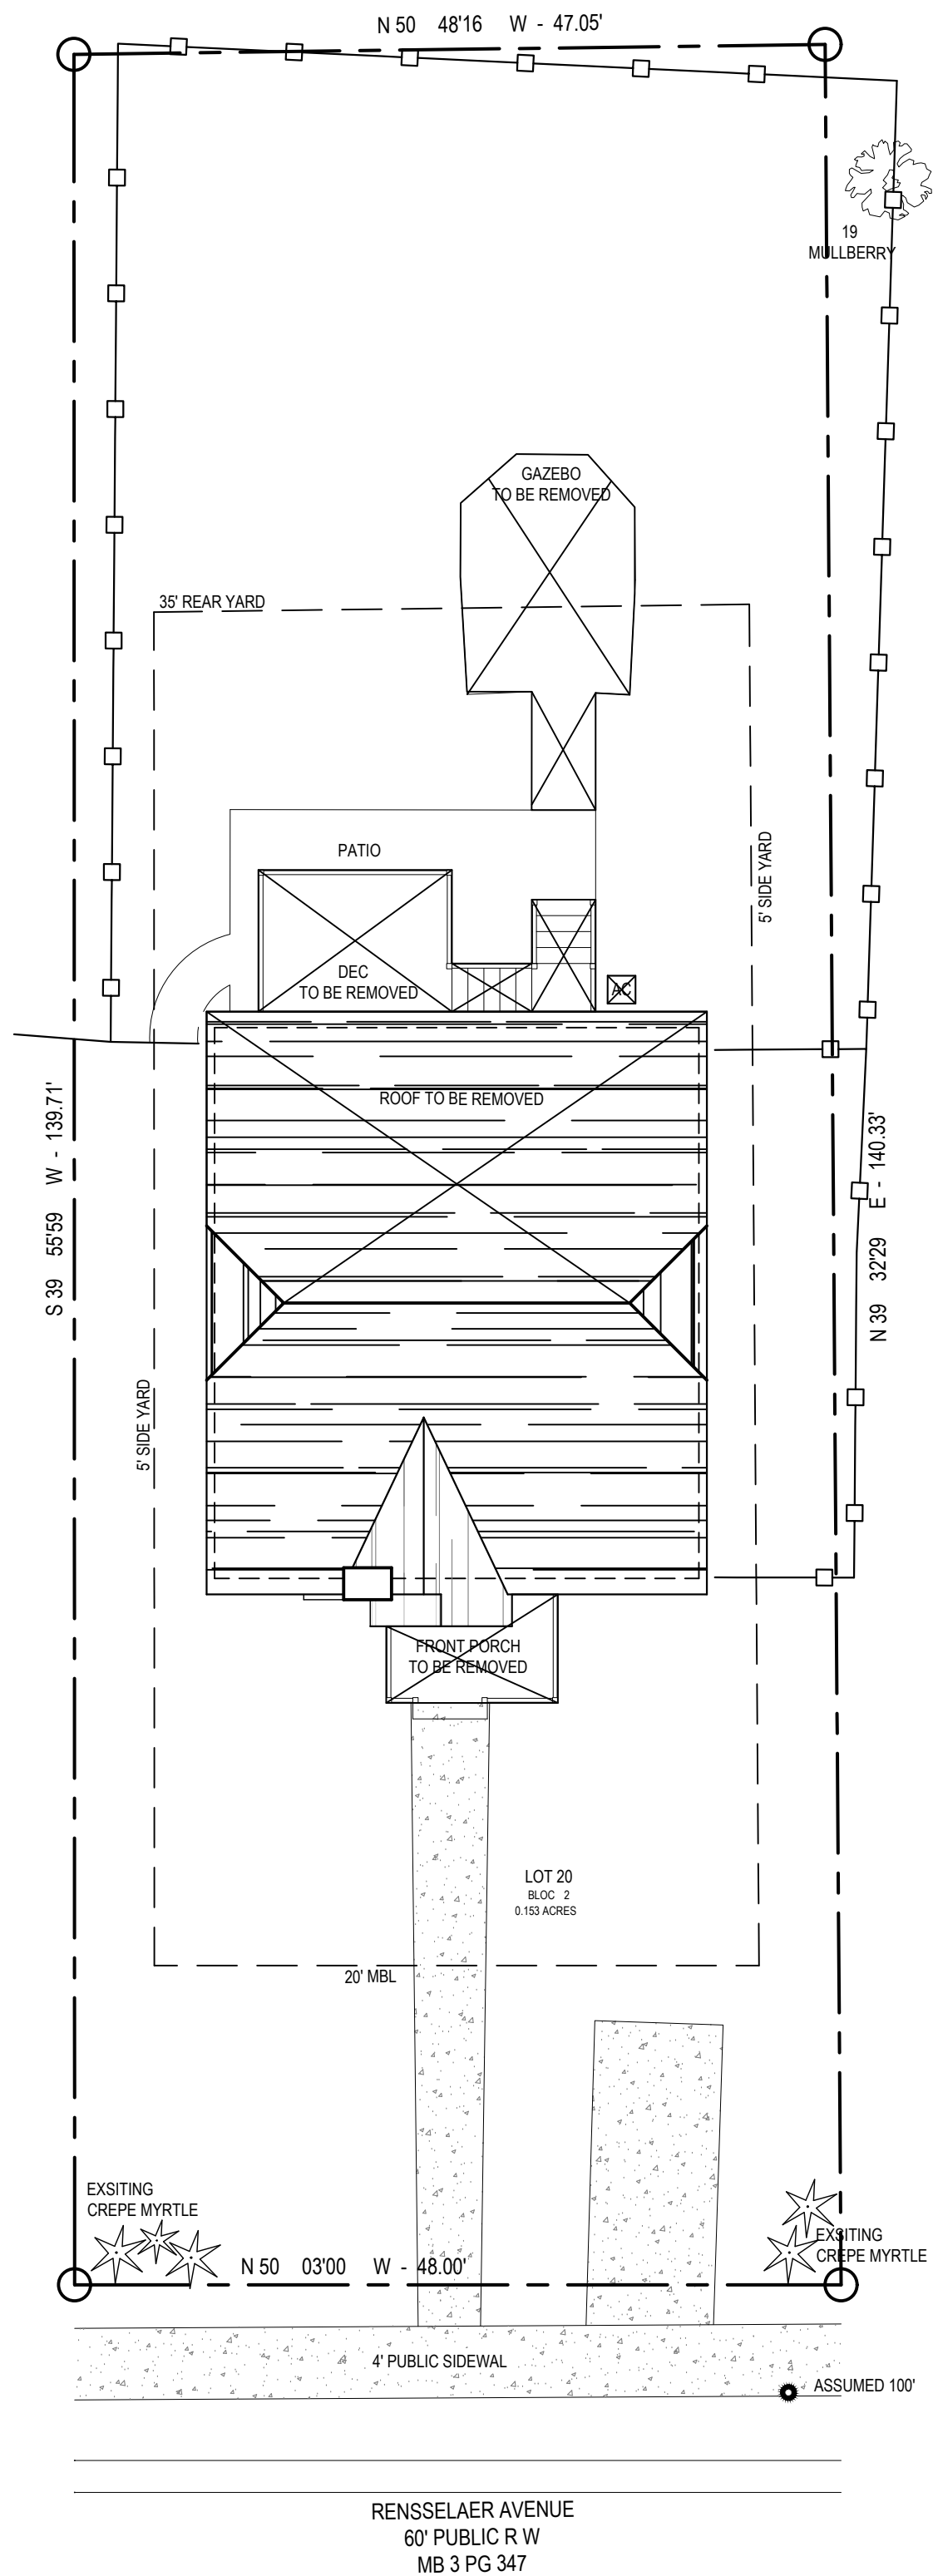 N 50 48'16 W - 47.05'
19
MULLBERRY
GAZEBO
TO BE REMOVED
35' REAR YARD
5' SIDE YARD
PATIO
DEC
TO BE REMOVED
AC
ROOF TO BE REMOVED
S 39 55'59 W - 139.71'
N 39 32'29 E - 140.33'
5' SIDE YARD
FRONT PORCH
TO BE REMOVED
LOT 20
BLOC 2
0.153 ACRES
20' MBL
EXSITING
CREPE MYRTLE
EXSITING
CREPE MYRTLE
N 50 03'00 W - 48.00'
4' PUBLIC SIDEWAL
ASSUMED 100'
RENSSELAER AVENUE
60' PUBLIC R W
MB 3 PG 347